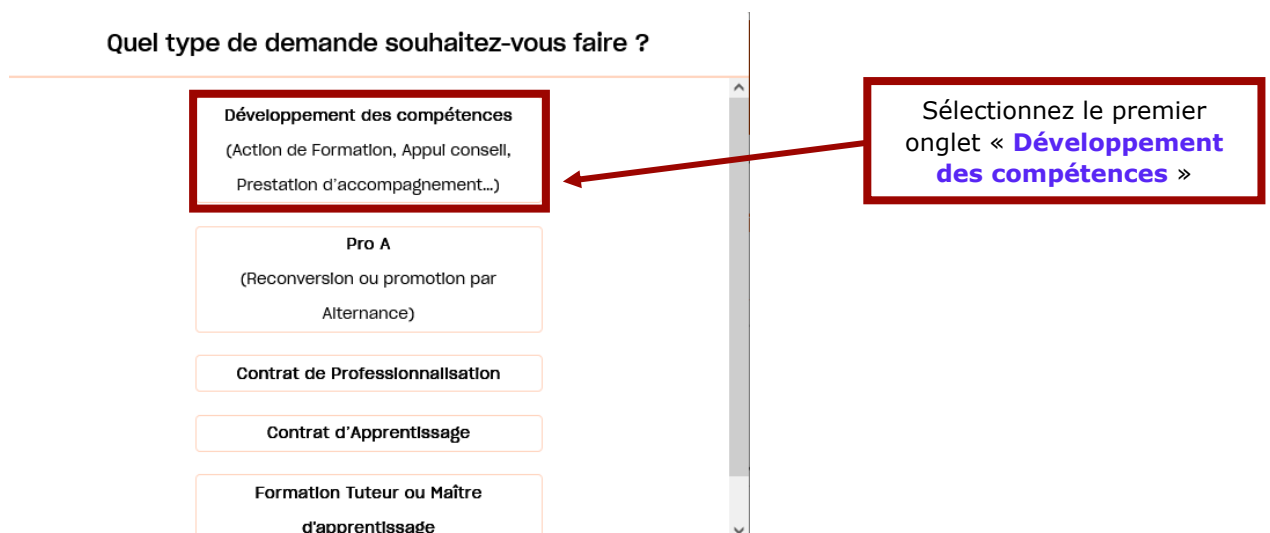 Quel type de demande souhaitez-vous faire ?
Développement des compétences
(Action de Formation, Appui conseil,
Prestation d'accompagnement...)
Pro A
(Reconversion ou promotion par
Alternance)
Contrat de Professionnalisation
Contrat d'Apprentissage
Formation Tuteur ou Maître
d'apprentissage
Sélectionnez le premier
onglet « Développement
des compétences »